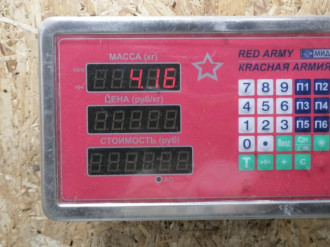 МАССА (кг)
4.16
ЦЕНА (руб/кг)
СТОИМОСТЬ (руб)
RED ARMY МИДЛ
КРАСНАЯ АРМИЯ
7 8 9 П1 П2
4 5 6 П3
1 2 3 П5 П6
0
T + C